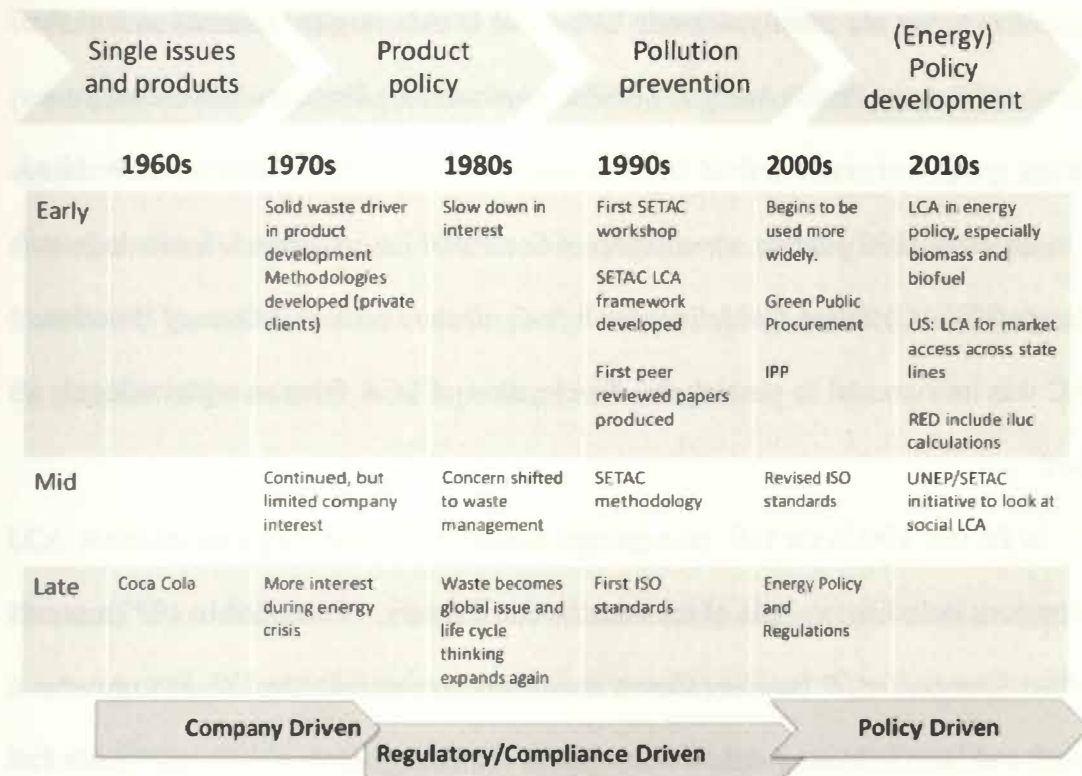 Single issues
and products
Product
policy
Pollution
prevention
(Energy)
Policy
development
1960s
1970s
1980s
1990s
2000s
2010s
Early
Solid waste driver
in product
development
Methodologies
developed (private
clients)
Slow down in
interest
First SETAC
workshop
SETAC LCA
framework
developed
First peer
reviewed papers
produced
Begins to be
used more
widely.
Green Public
Procurement
IPP
LCA in energy
policy especially
biomass and
biofuel
US: LCA for market
access across state
lines
RED include iluc
calculations
Mid
Continued, but
limited company
interest
Concern shifted
to waste
management
SETAC
methodology
Revised ISO
standards
UNEP/SETAC
initiative to look at
social LCA
Late
Coca Cola
More interest
during energy
crisis
Waste becomes
global issue and
life cycle
thinking
expands again
First ISO
standards
Energy Policy
and
Regulations
Company Driven
Regulatory/Compliance Driven
Policy Driven